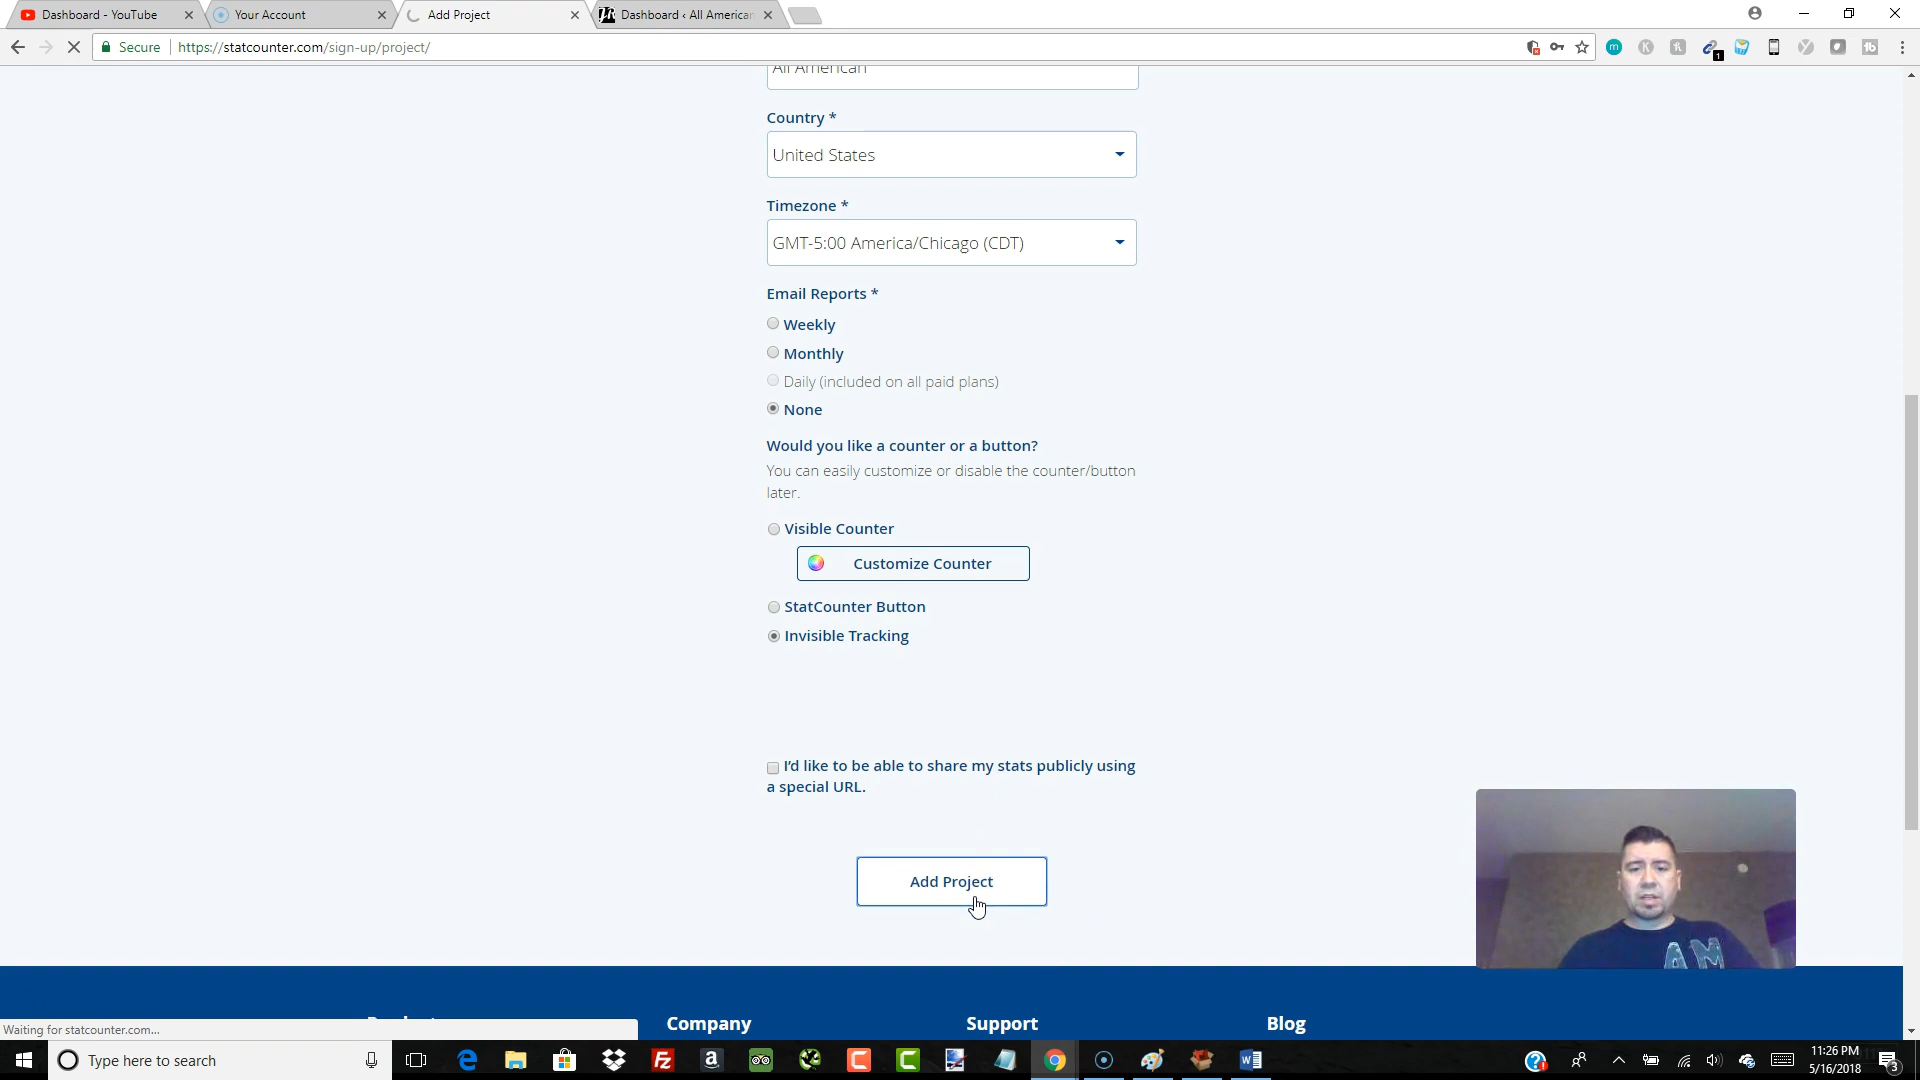 Dashboard - YouTube
Your Account
Add Project
Dashboard ‹ All American
Secure
https://statcounter.com/sign-up/project/
All American
Country *
United States
Timezone *
GMT-5:00 America/Chicago (CDT)
Email Reports *
Weekly
Monthly
Daily (included on all paid plans)
None
Would you like a counter or a button?
You can easily customize or disable the counter/button
later.
Visible Counter
Customize Counter
StatCounter Button
Invisible Tracking
I'd like to be able to share my stats publicly using
a special URL.
Add Project
AM
Company
Support
Blog
Waiting for statcounter.com...
Type here to search
11:26 PM
5/16/2018
3